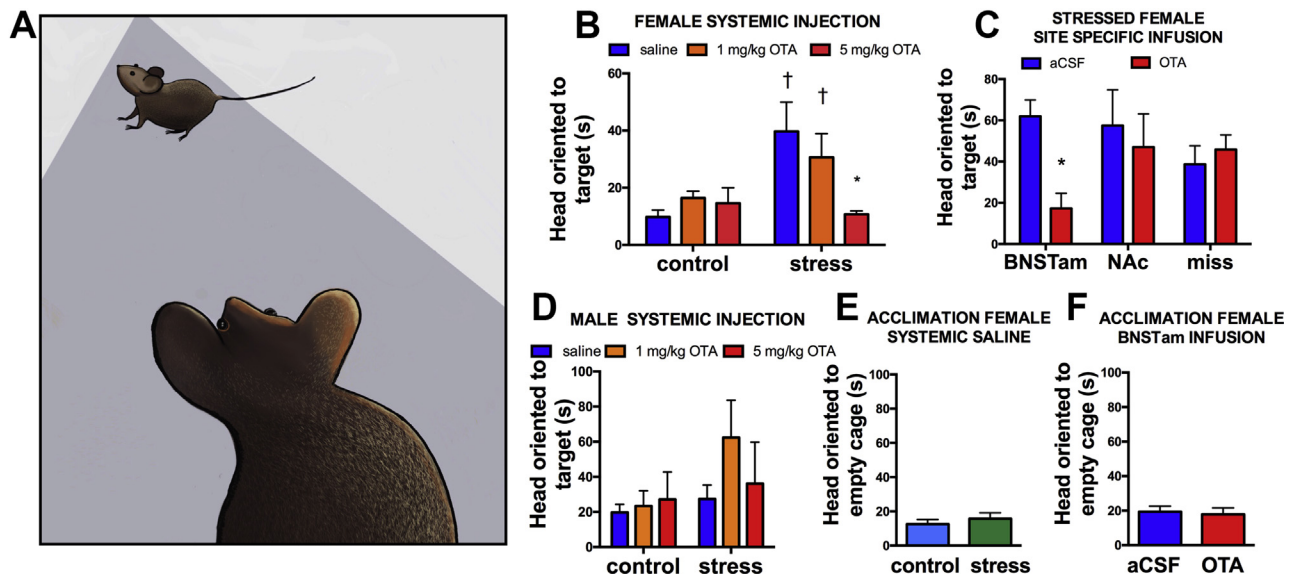 A
B
FEMALE SYSTEMIC INJECTION
saline 1 mg/kg OTA 5 mg/kg OTA
Head oriented to
target (s)
60
40
20
0
† † *
control stress
C
STRESSED FEMALE
SITE SPECIFIC INFUSION
aCSF OTA
Head oriented to
target (s)
80
60
40
20
0
*
BNSTam NAc miss
D
MALE SYSTEMIC INJECTION
saline 1 mg/kg OTA 5 mg/kg OTA
Head oriented to
target (s)
100
80
60
40
20
0
control stress
E
ACCLIMATION FEMALE
SYSTEMIC SALINE
Head oriented to
empty cage (s)
100
80
60
40
20
0
control stress
F
ACCLIMATION FEMALE
BNSTam INFUSION
Head oriented to
empty cage (s)
100
80
60
40
20
0
aCSF OTA